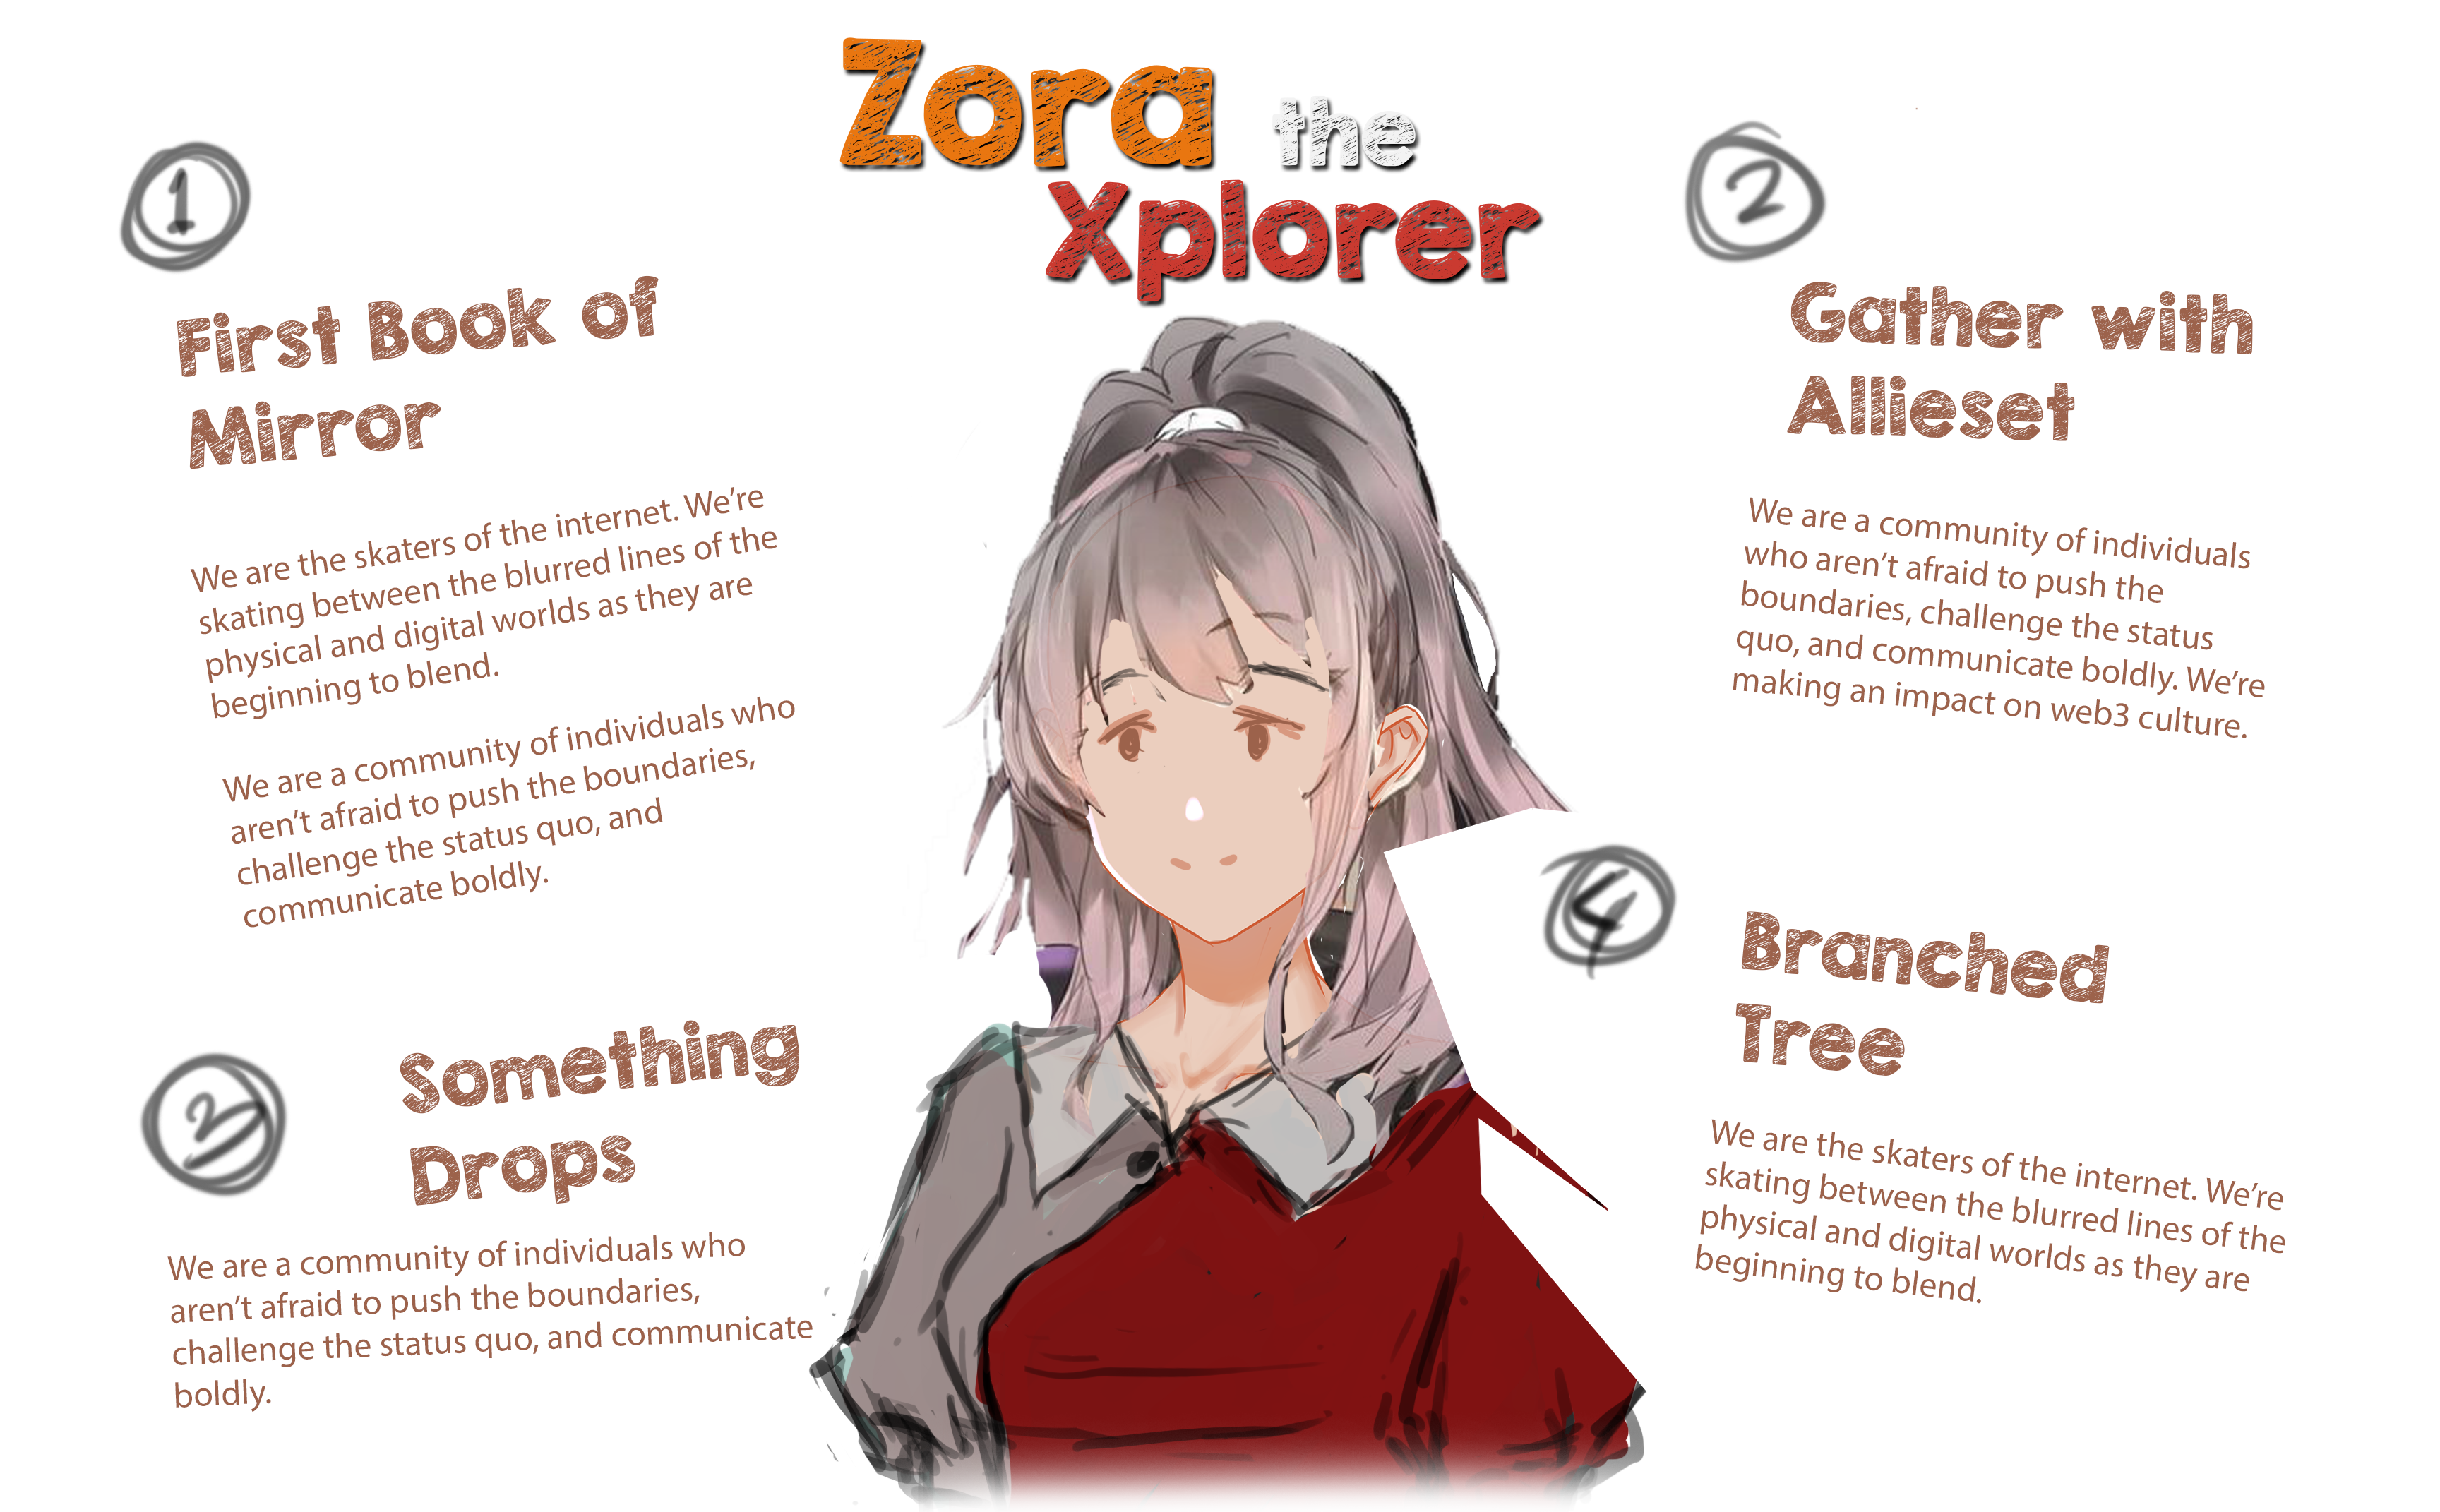 Zora the
Xplorer
1
First Book of
Mirror
We are the skaters of the internet. We're
skating between the blurred lines of the
physical and digital worlds as they are
beginning to blend.
We are a community of individuals who
aren't afraid to push the boundaries,
challenge the status quo, and
communicate boldly.
2
Gather with
Allieset
We are a community of individuals
who aren't afraid to push the
boundaries, challenge the status
quo, and communicate boldly. We're
making an impact on web3 culture.
Something
Drops
We are a community of individuals who
aren't afraid to push the boundaries,
challenge the status quo, and communicate
boldly.
4
Branched
Tree
We are the skaters of the internet. We're
skating between the blurred lines of the
physical and digital worlds as they are
beginning to blend.